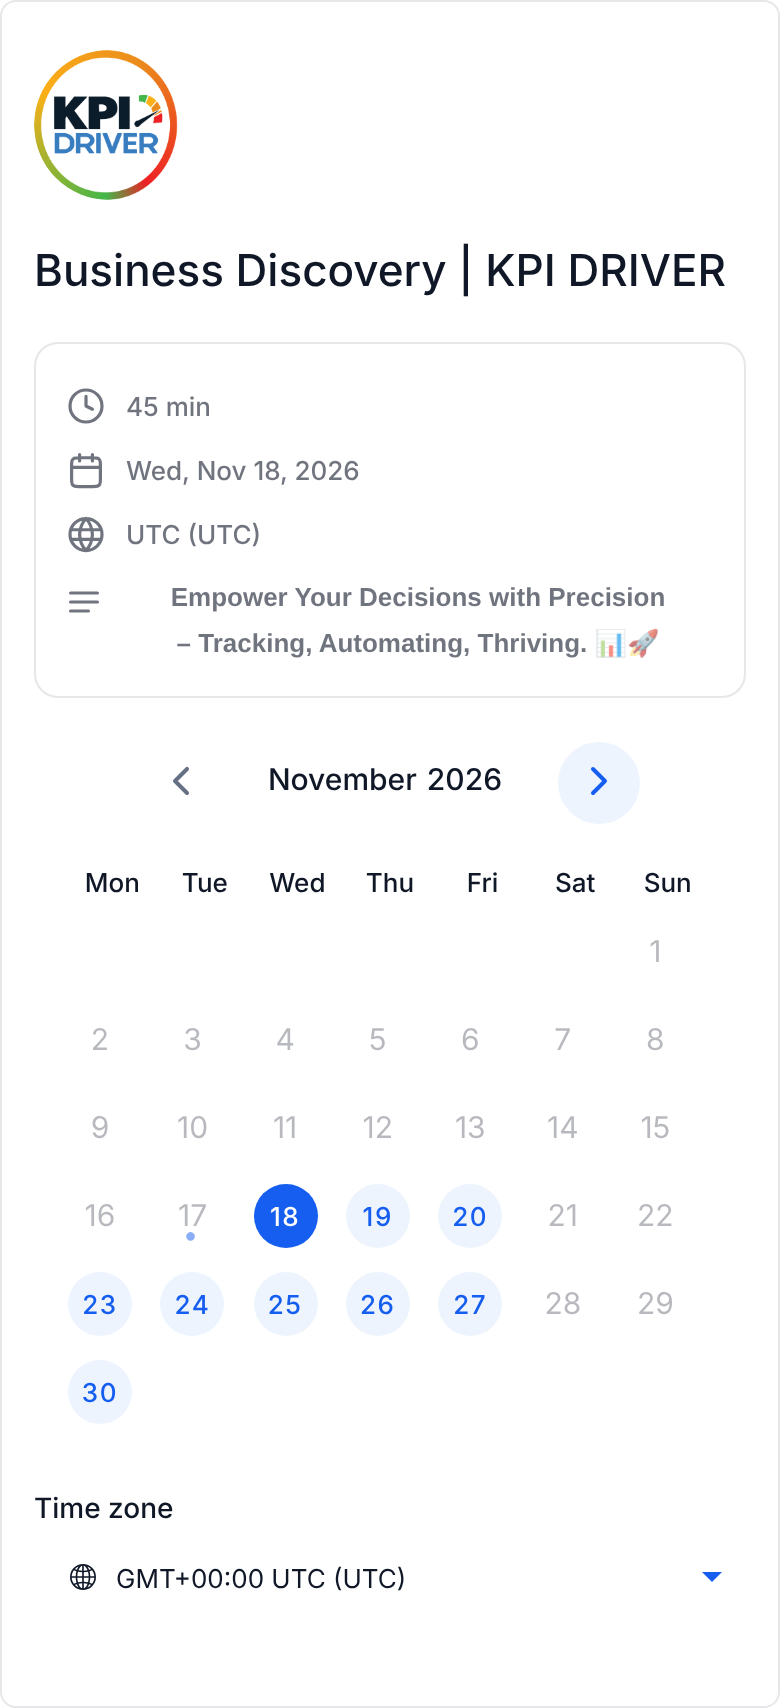 KPI
DRIVER
Business Discovery | KPI DRIVER
45 min
Wed, Nov 18, 2026
UTC (UTC)
Empower Your Decisions with Precision
– Tracking, Automating, Thriving. 📊🚀
November 2026
Mon Tue Wed Thu Fri Sat Sun
1
2 3 4 5 6 7 8
9 10 11 12 13 14 15
16 17 18 19 20 21 22
23 24 25 26 27 28 29
30
Time zone
GMT+00:00 UTC (UTC)